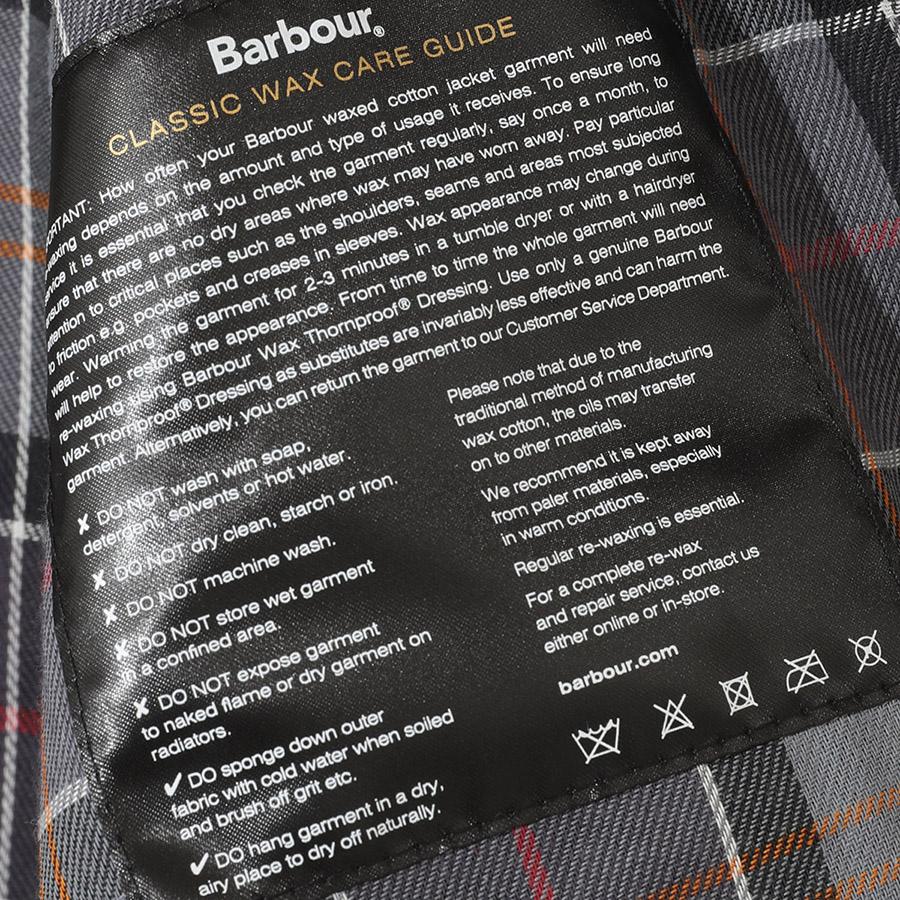 Barbour®
CLASSIC WAX CARE GUIDE
How often your Barbour waxed cotton jacket garment will need
depends on the amount and type of usage it receives. To ensure long
it is essential that you check the garment regularly, say once a month, to
that there are no dry areas where wax may have worn away. Pay particular
to critical places such as the shoulders, seams and areas most subjected
to friction e.g. pockets and creases in sleeves. Wax appearance may change during
wear. Warming the garment for 2-3 minutes in a tumble dryer or with a hairdryer
will help to restore the appearance. From time to time the whole garment will need
re-waxing using Barbour Wax Thornproof® Dressing. Use only a genuine Barbour
Wax Thornproof® Dressing as substitutes are invariably less effective and can harm the
garment. Alternatively, you can return the garment to our Customer Service Department.
✘ DO NOT wash with soap,
detergent, solvents or hot water.
✘ DO NOT dry clean, starch or iron.
✘ DO NOT machine wash.
✘ DO NOT store wet garment
in a confined area.
✘ DO NOT expose garment
to naked flame or dry garment on
radiators.
✔ DO sponge down outer
fabric with cold water when soiled
and brush off grit etc.
✔ DO hang garment in a dry,
airy place to dry off naturally.
Please note that due to the
traditional method of manufacturing
wax cotton, the oils may transfer
on to other materials.
We recommend it is kept away
from paler materials, especially
in warm conditions.
Regular re-waxing is essential.
For a complete re-wax
and repair service, contact us
either online or in-store.
barbour.com